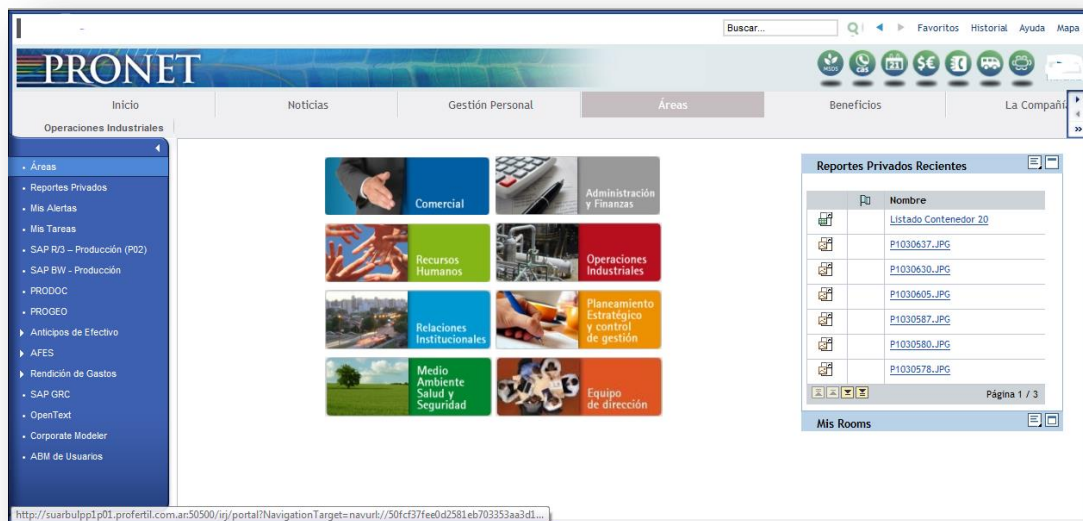 Buscar...
Favoritos Historial Ayuda Mapa
PRONET
MSDS cas 21 $€
Inicio Noticias Gestión Personal Áreas Beneficios La Compañí
Operaciones Industriales
Áreas
Reportes Privados
Mis Alertas
Mis Tareas
SAP R/3 – Producción (P02)
SAP BW - Producción
PRODOC
PROGEO
Anticipos de Efectivo
AFES
Rendición de Gastos
SAP GRC
OpenText
Corporate Modeler
ABM de Usuarios
Comercial
Administración
y Finanzas
Recursos
Humanos
Operaciones
Industriales
Relaciones
Institucionales
Planeamiento
Estratégico
y control
de gestión
Medio
Ambiente
Salud y
Seguridad
Equipo
de dirección
Reportes Privados Recientes
Nombre
Listado Contenedor 20
P1030637.JPG
P1030630.JPG
P1030605.JPG
P1030587.JPG
P1030580.JPG
P1030578.JPG
Página 1 / 3
Mis Rooms
http://suarbulpp1p01.profertil.com.ar:50500/irj/portal?NavigationTarget=navurl://50fcf37fee0d2581eb703353aa3d1...